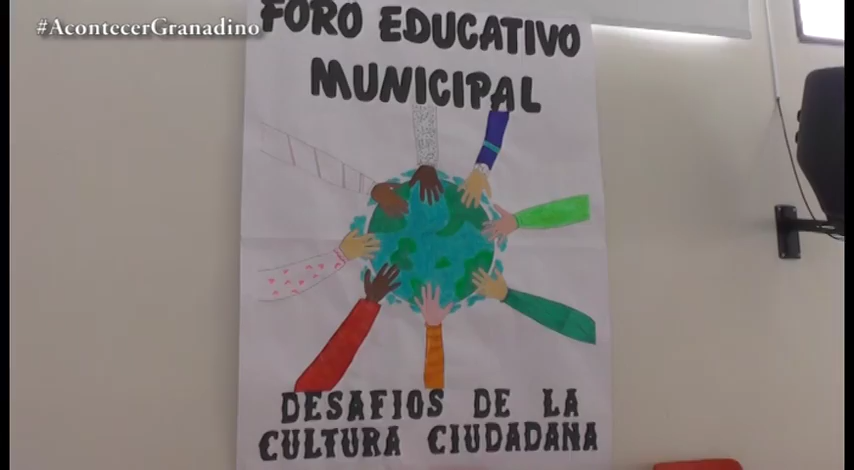 #AcontecerGranadino
FORO EDUCATIVO
MUNICIPAL
DESAFIOS DE LA
CULTURA CIUDADANA